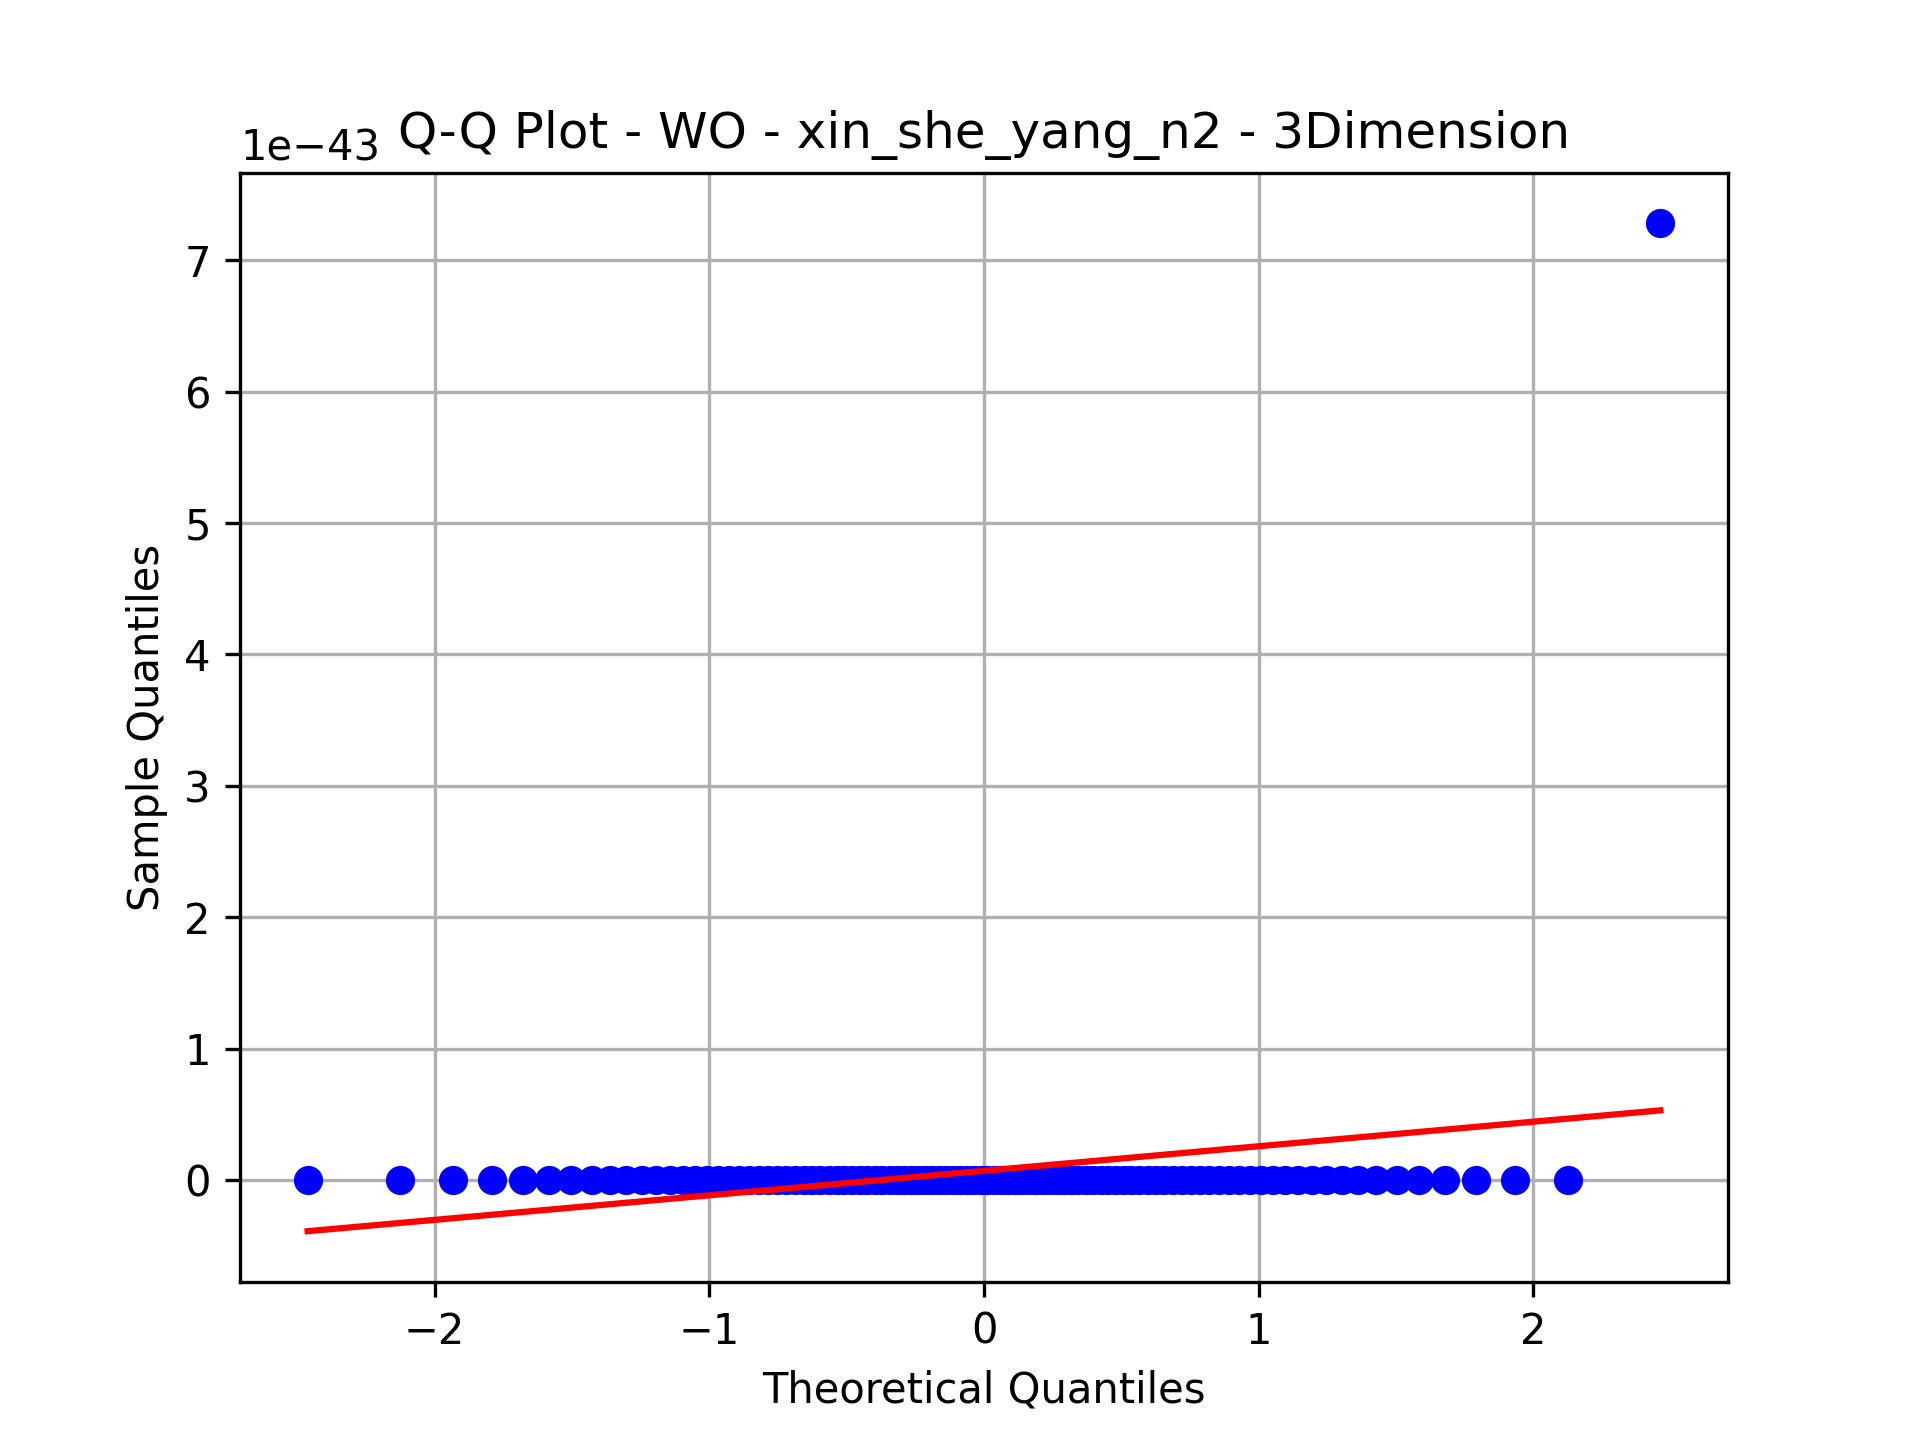 1e−43
Q-Q Plot - WO - xin_she_yang_n2 - 3Dimension
7
6
5
4
3
2
1
0
Sample Quantiles
−2 −1 0 1 2
Theoretical Quantiles